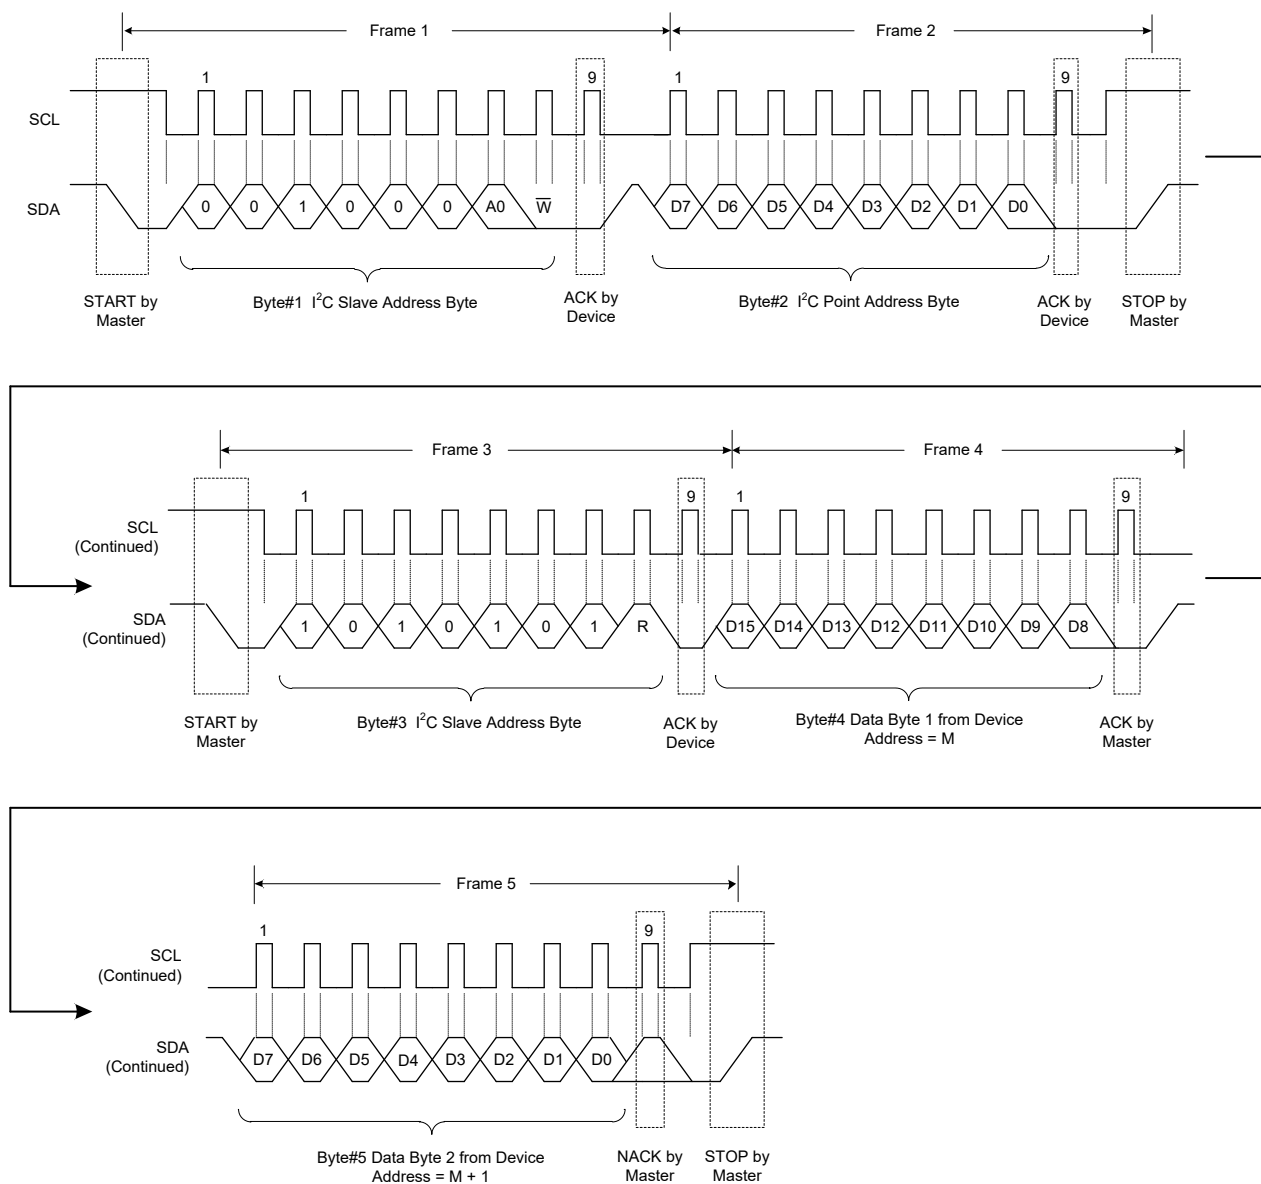 Frame 1
Frame 2
1
9
1
9
SCL
SDA
0 0 1 0 0 0 A0 W̅
D7 D6 D5 D4 D3 D2 D1 D0
START by
Master
Byte#1 I²C Slave Address Byte
ACK by
Device
Byte#2 I²C Point Address Byte
ACK by
Device
STOP by
Master
Frame 3
Frame 4
1
9
1
9
SCL
(Continued)
SDA
(Continued)
1 0 1 0 1 0 1 R
D15 D14 D13 D12 D11 D10 D9 D8
START by
Master
Byte#3 I²C Slave Address Byte
ACK by
Device
Byte#4 Data Byte 1 from Device
Address = M
ACK by
Master
Frame 5
1
9
SCL
(Continued)
SDA
(Continued)
D7 D6 D5 D4 D3 D2 D1 D0
Byte#5 Data Byte 2 from Device
Address = M + 1
NACK by
Master
STOP by
Master